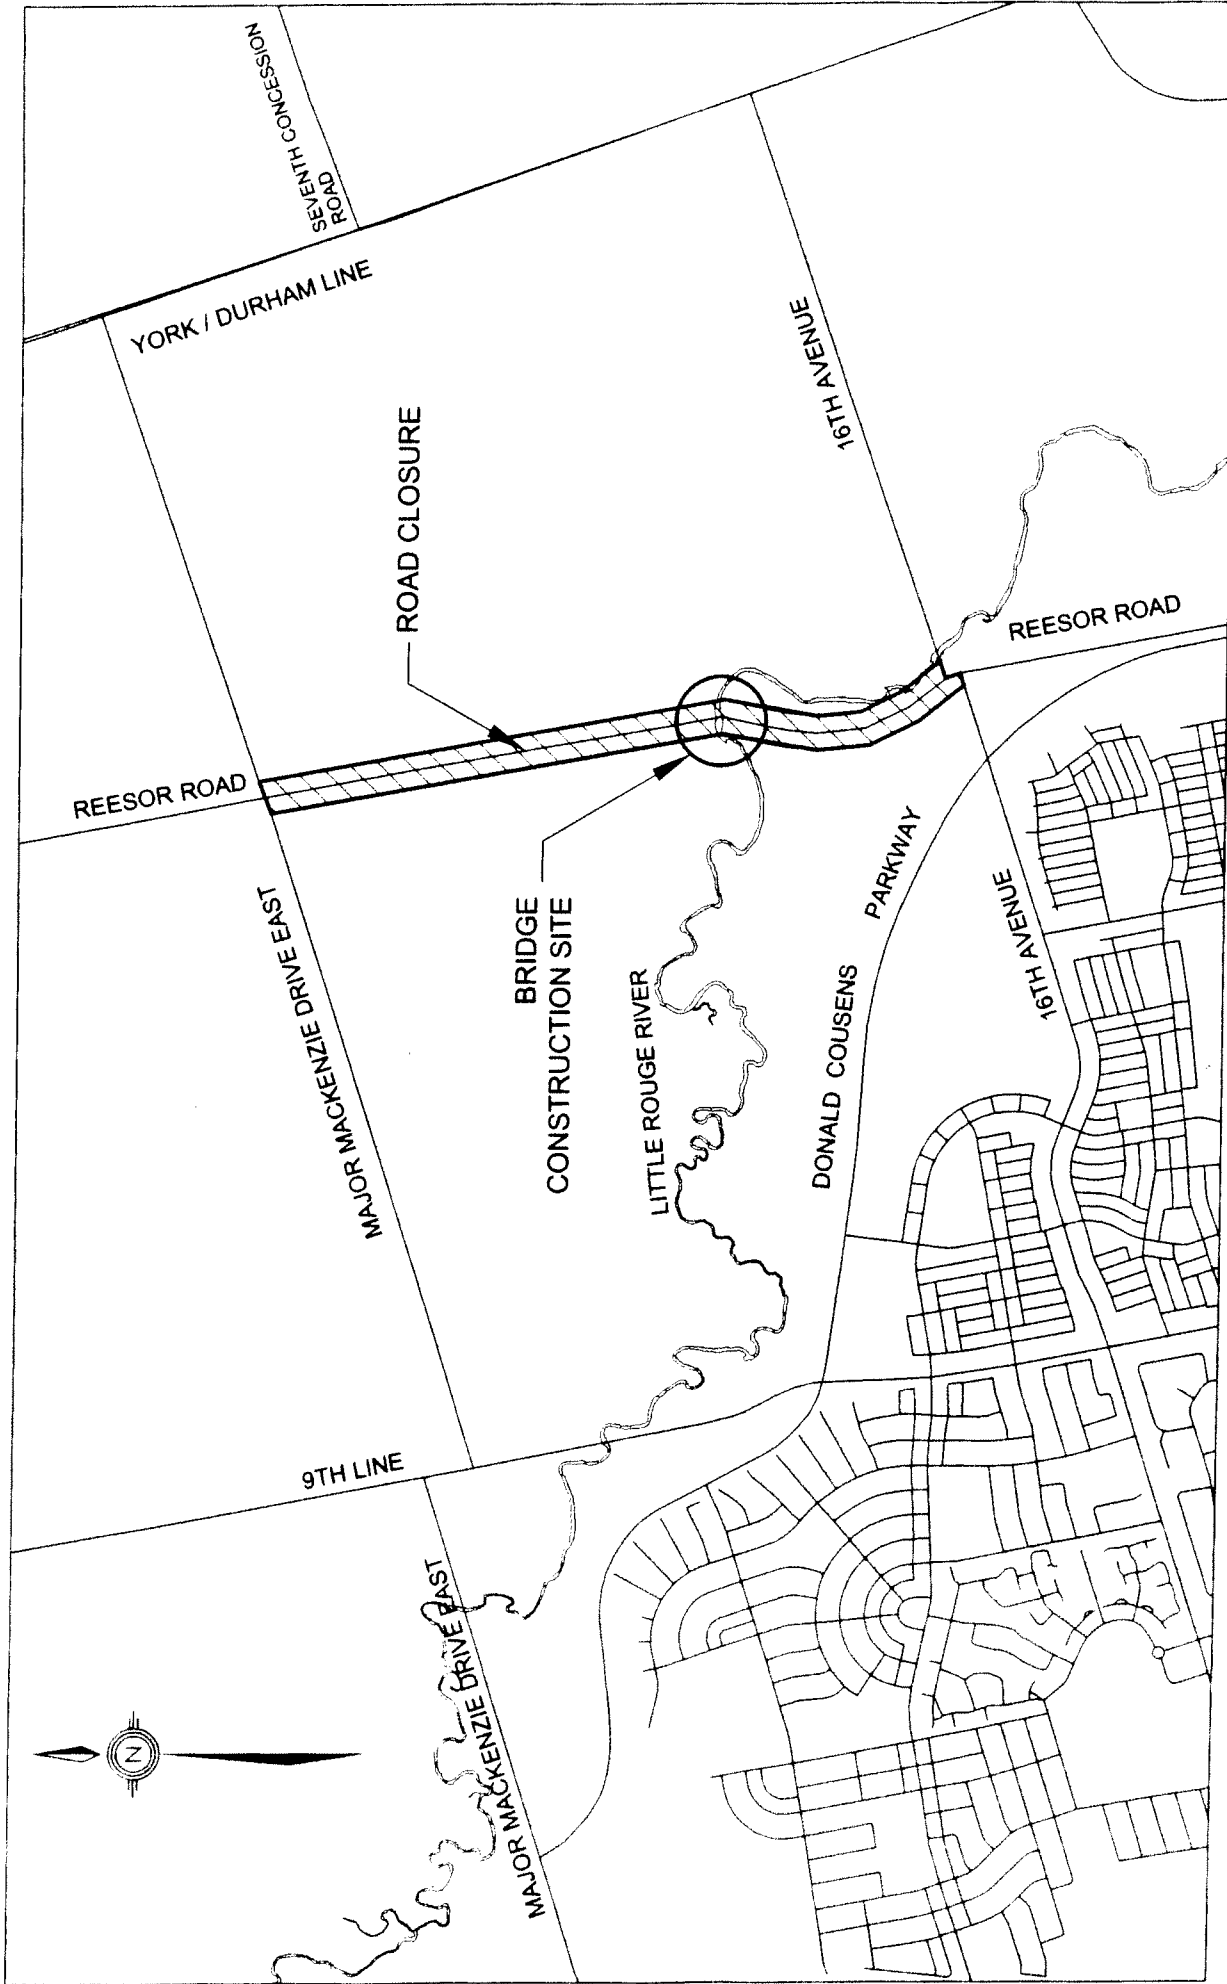 SEVENTH CONCESSION
ROAD
YORK / DURHAM LINE
ROAD CLOSURE
16TH AVENUE
REESOR ROAD
REESOR ROAD
MAJOR MACKENZIE DRIVE EAST
BRIDGE
CONSTRUCTION SITE
LITTLE ROUGE RIVER
DONALD COUSENS
PARKWAY
16TH AVENUE
9TH LINE
MAJOR MACKENZIE DRIVE EAST
N